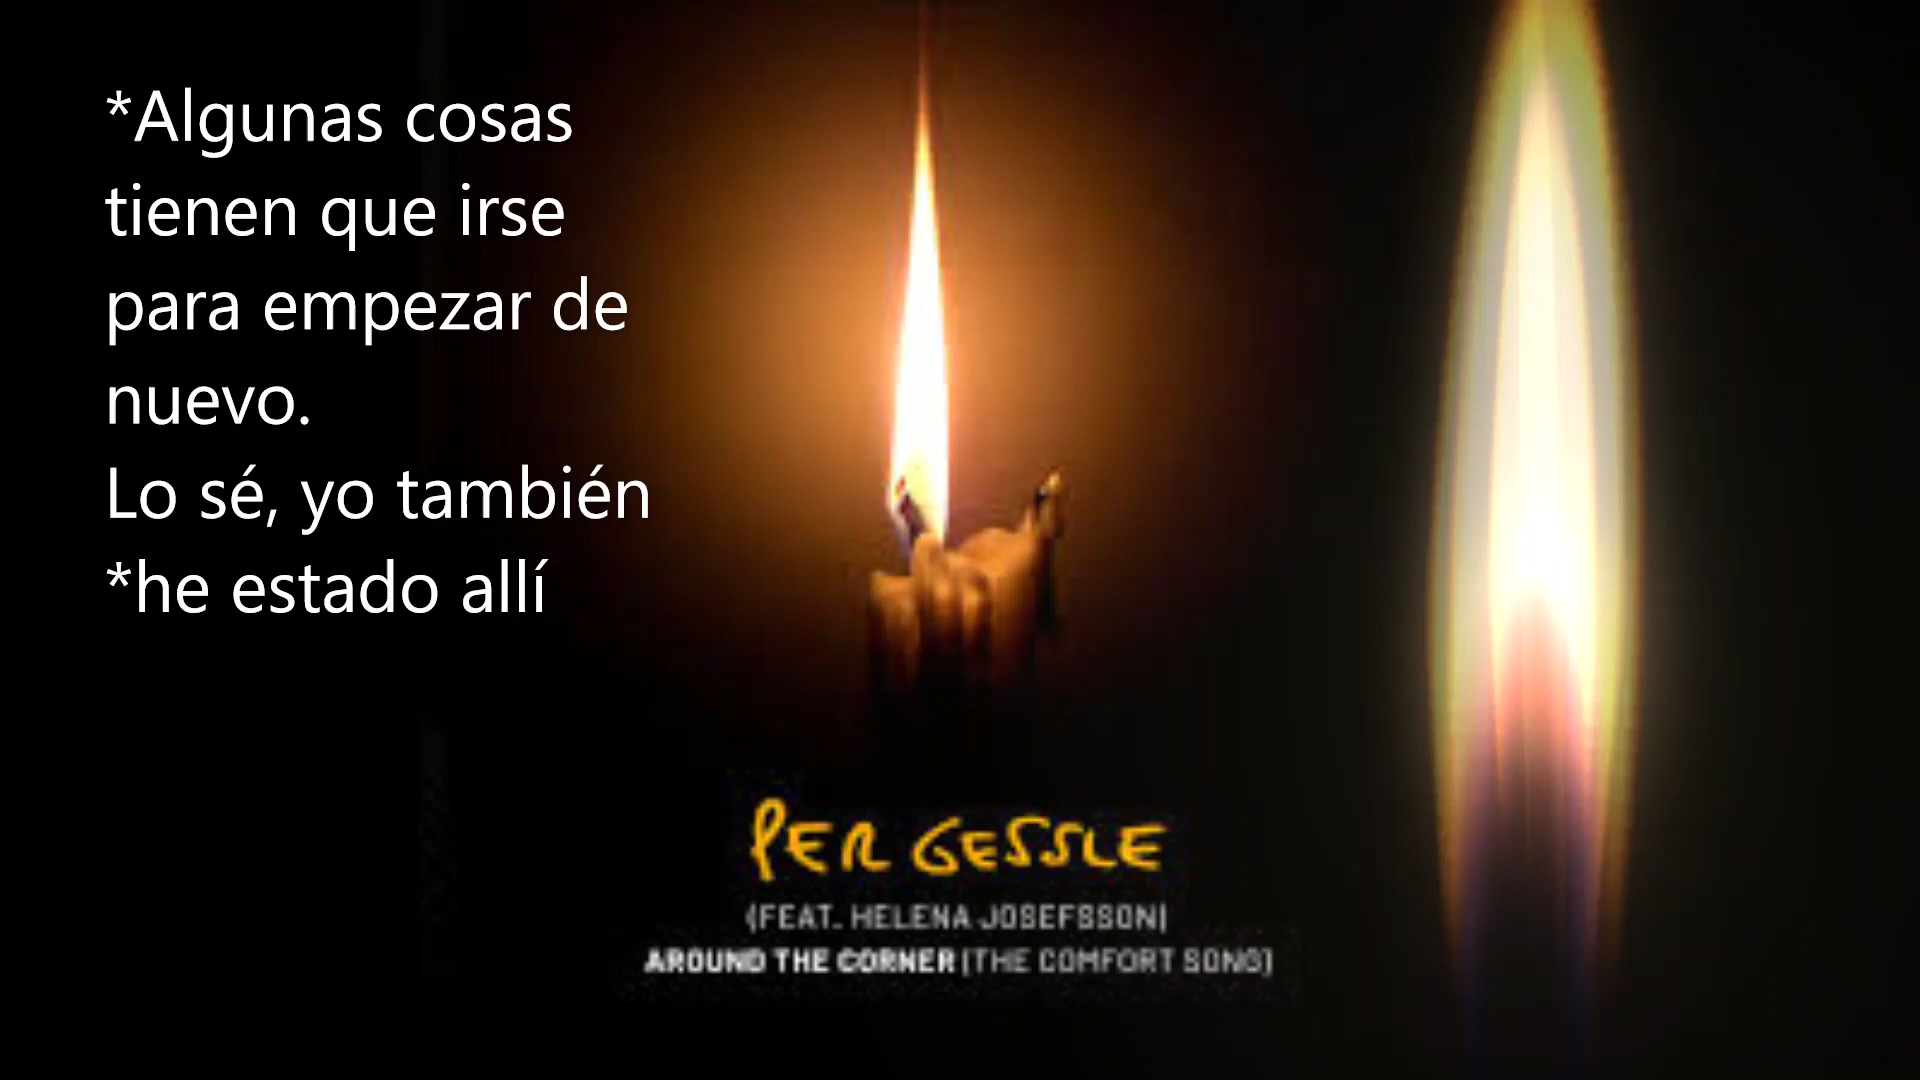 *Algunas cosas
tienen que irse
para empezar de
nuevo.
Lo sé, yo también
*he estado allí
PER GESSLE
(FEAT. HELENA JOSEFSSON)
AROUND THE CORNER (THE COMFORT SONG)